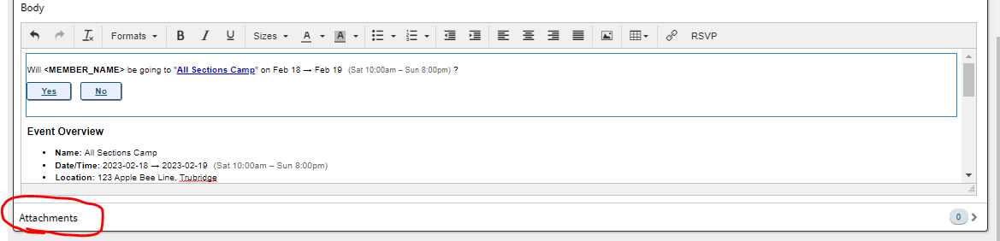 Body
Formats B I U Sizes A A RSVP
Will <MEMBER_NAME> be going to "All Sections Camp" on Feb 18 → Feb 19 (Sat 10:00am – Sun 8:00pm) ?
Yes No
Event Overview
• Name: All Sections Camp
• Date/Time: 2023-02-18 → 2023-02-19 (Sat 10:00am – Sun 8:00pm)
• Location: 123 Apple Bee Line, Trubridge
Attachments 0